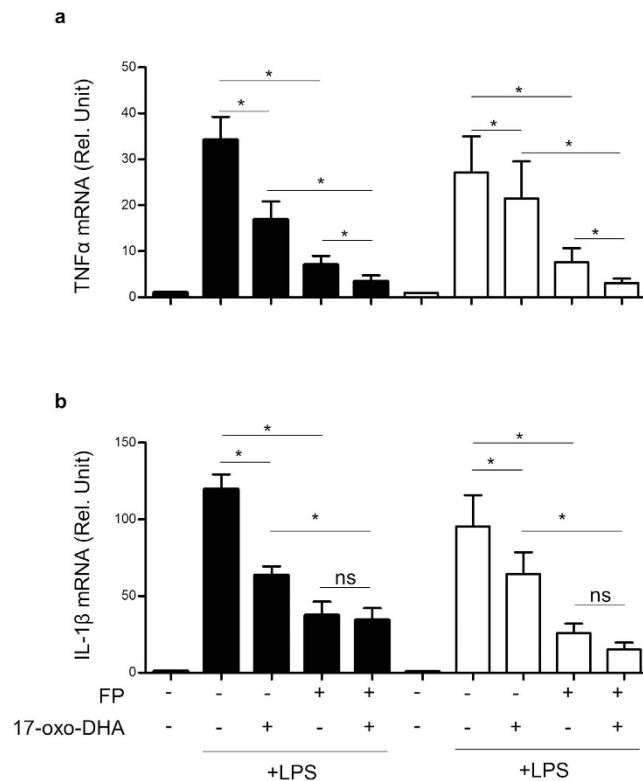 a
TNFα mRNA (Rel. Unit)
50
40
30
20
10
0
*
*
*
*
*
*
*
*
b
IL-1β mRNA (Rel. Unit)
150
100
50
0
*
*
*
ns
*
*
*
ns
FP - - - + + - - - + +
17-oxo-DHA - - + - + - - + - +
+LPS +LPS